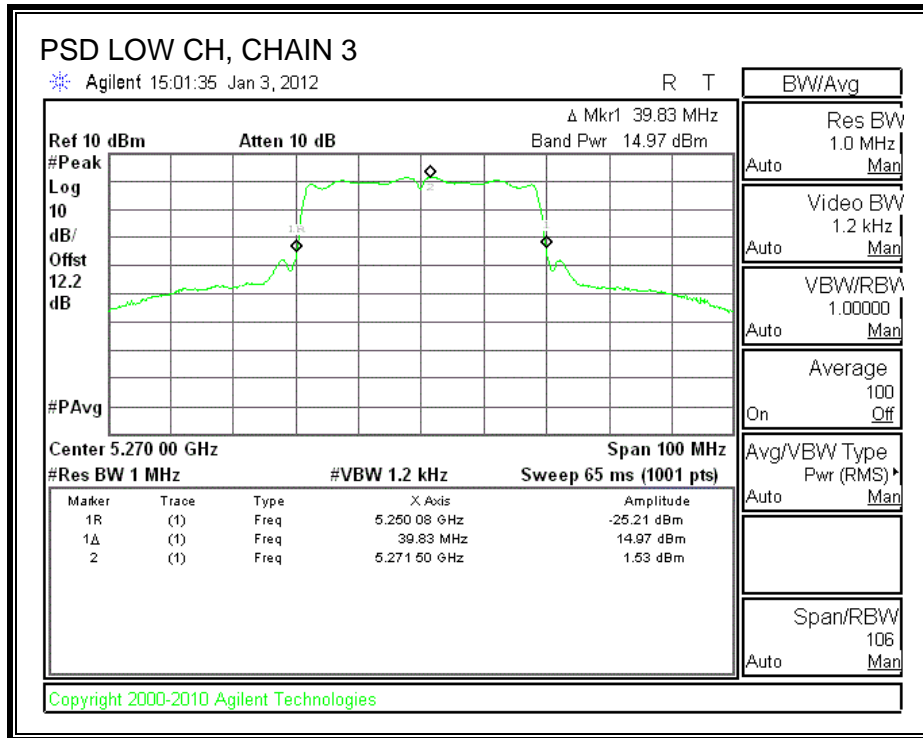 PSD LOW CH, CHAIN 3
Agilent 15:01:35 Jan 3, 2012 R T
Δ Mkr1 39.83 MHz
Ref 10 dBm Atten 10 dB Band Pwr 14.97 dBm
#Peak
Log
10
dB/
Offst
12.2
dB
1R
2
1
#PAvg
Center 5.270 00 GHz Span 100 MHz
#Res BW 1 MHz #VBW 1.2 kHz Sweep 65 ms (1001 pts)
Marker Trace Type X Axis Amplitude
1R (1) Freq 5.250 08 GHz -25.21 dBm
1Δ (1) Freq 39.83 MHz 14.97 dBm
2 (1) Freq 5.271 50 GHz 1.53 dBm
BW/Avg
Res BW
1.0 MHz
Auto Man
Video BW
1.2 kHz
Auto Man
VBW/RBW
1.00000
Auto Man
Average
100
On Off
Avg/VBW Type
Pwr (RMS)
Auto Man
Span/RBW
106
Auto Man
Copyright 2000-2010 Agilent Technologies